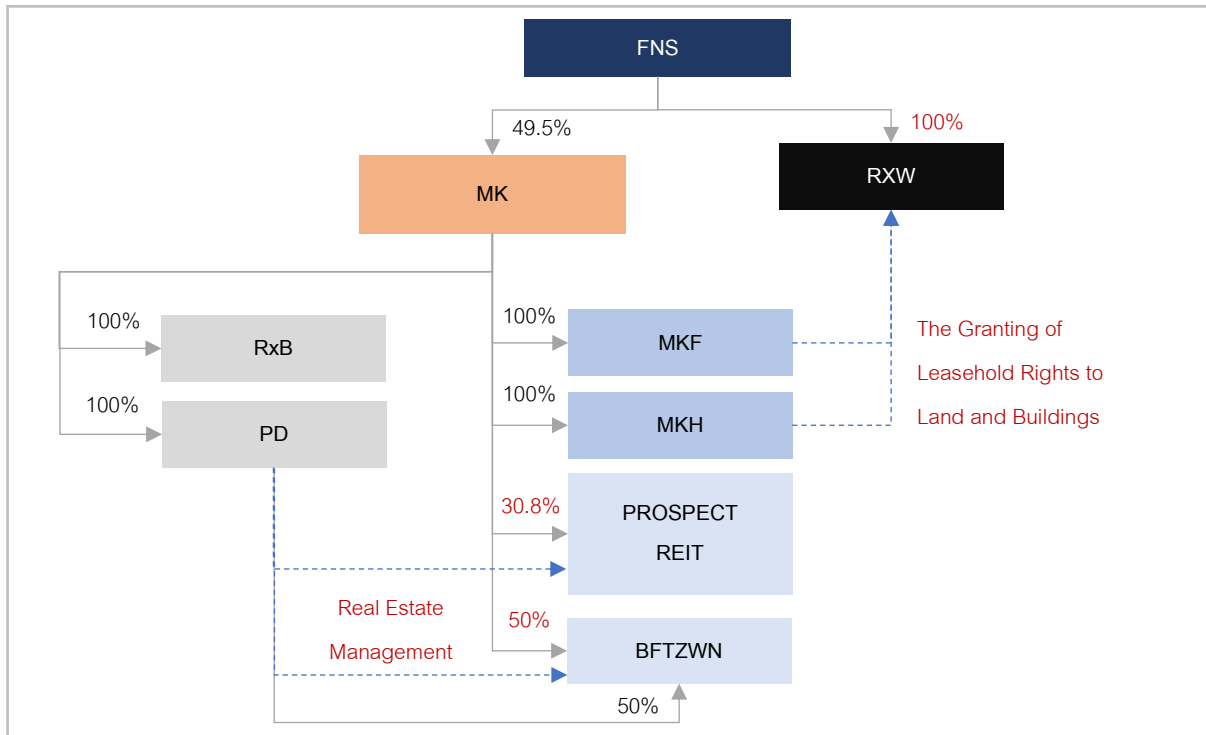 FNS
49.5%
100%
MK
RXW
100%
RxB
100%
MKF
The Granting of
Leasehold Rights to
Land and Buildings
100%
PD
100%
MKH
30.8%
PROSPECT
REIT
Real Estate
Management
50%
BFTZWN
50%